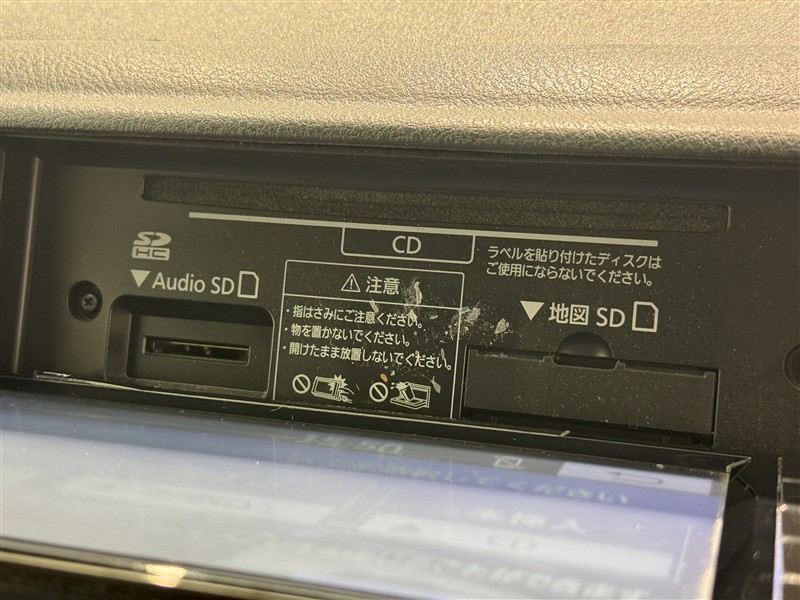 CD
ラベルを貼り付けたディスクは
ご使用にならないでください。
SD
HC
▼Audio SD
⚠注意
・指はさみにご注意ください。
・物を置かないでください。
・開けたまま放置しないでください。
▼地図 SD